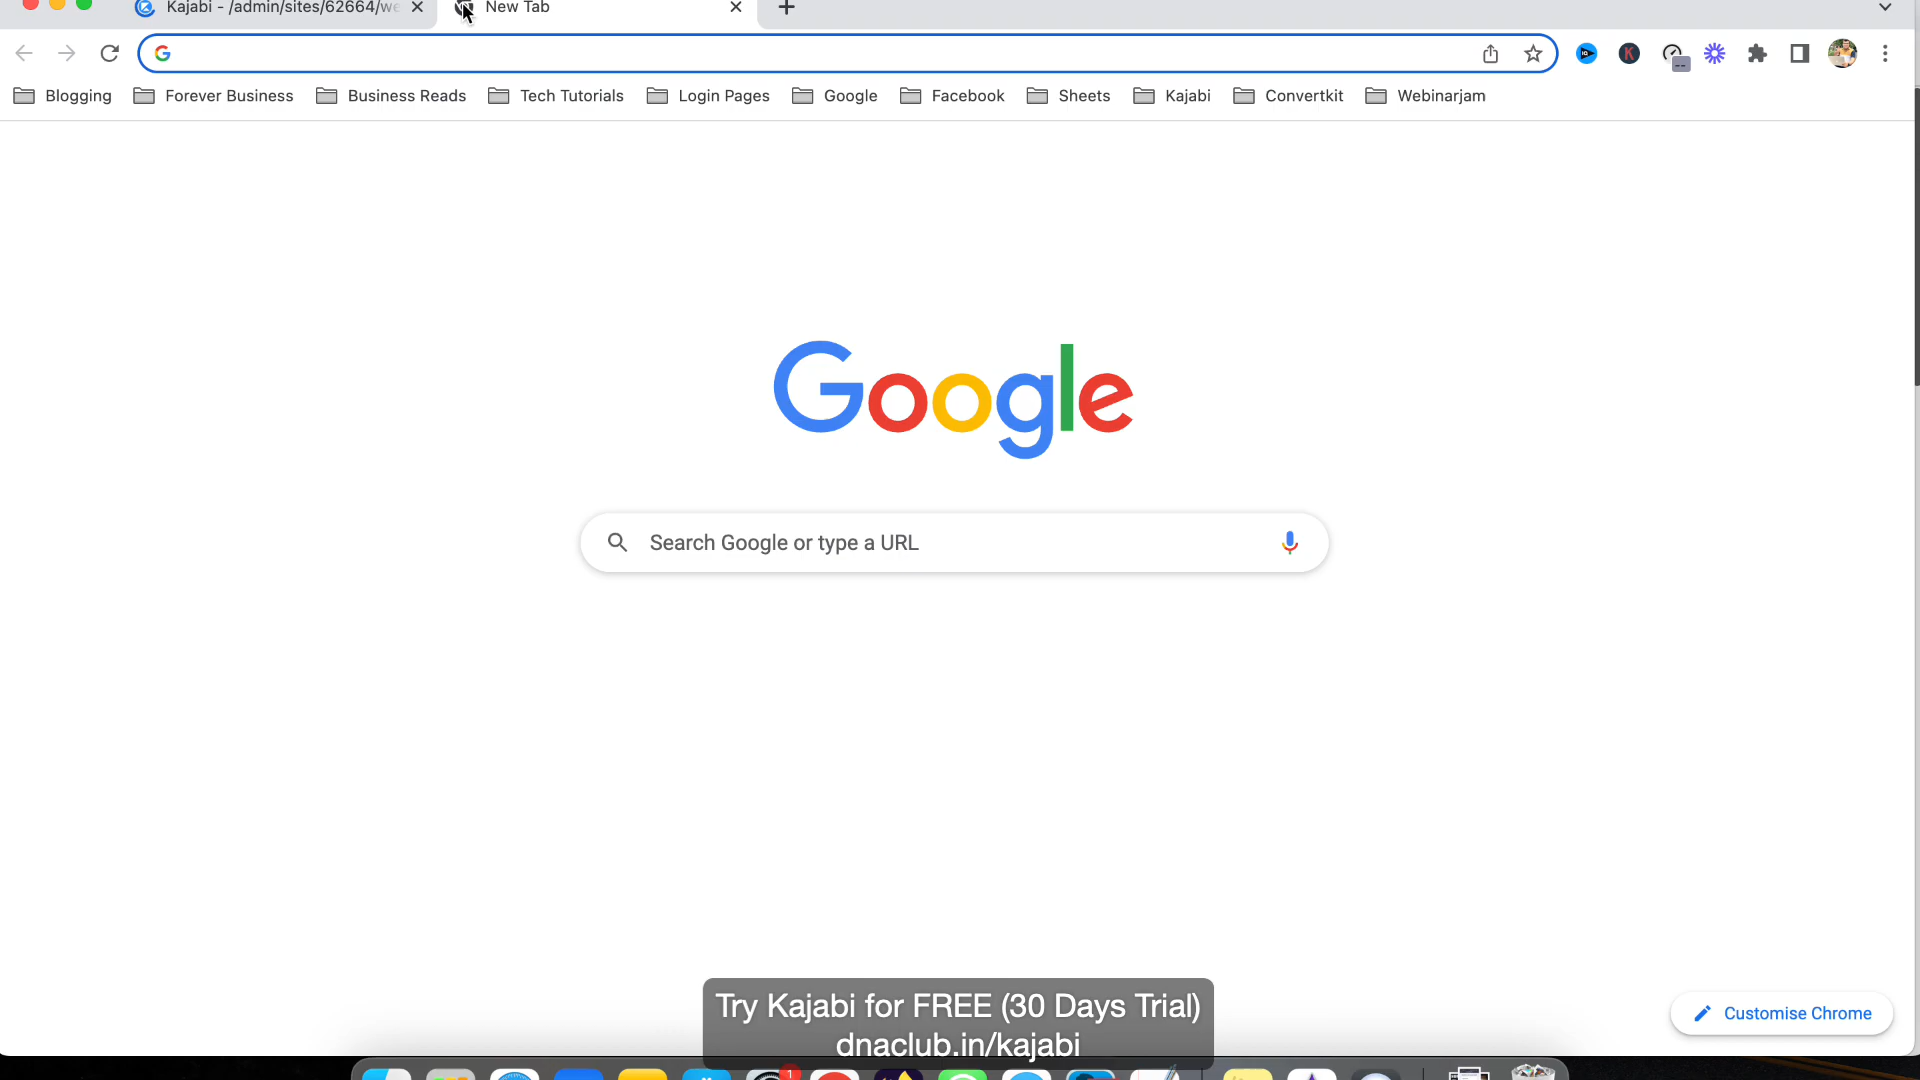 Kajabi - /admin/sites/62664/we
New Tab
Blogging
Forever Business
Business Reads
Tech Tutorials
Login Pages
Google
Facebook
Sheets
Kajabi
Convertkit
Webinarjam
Google
Search Google or type a URL
Try Kajabi for FREE (30 Days Trial)
dnaclub.in/kajabi
Customise Chrome
1